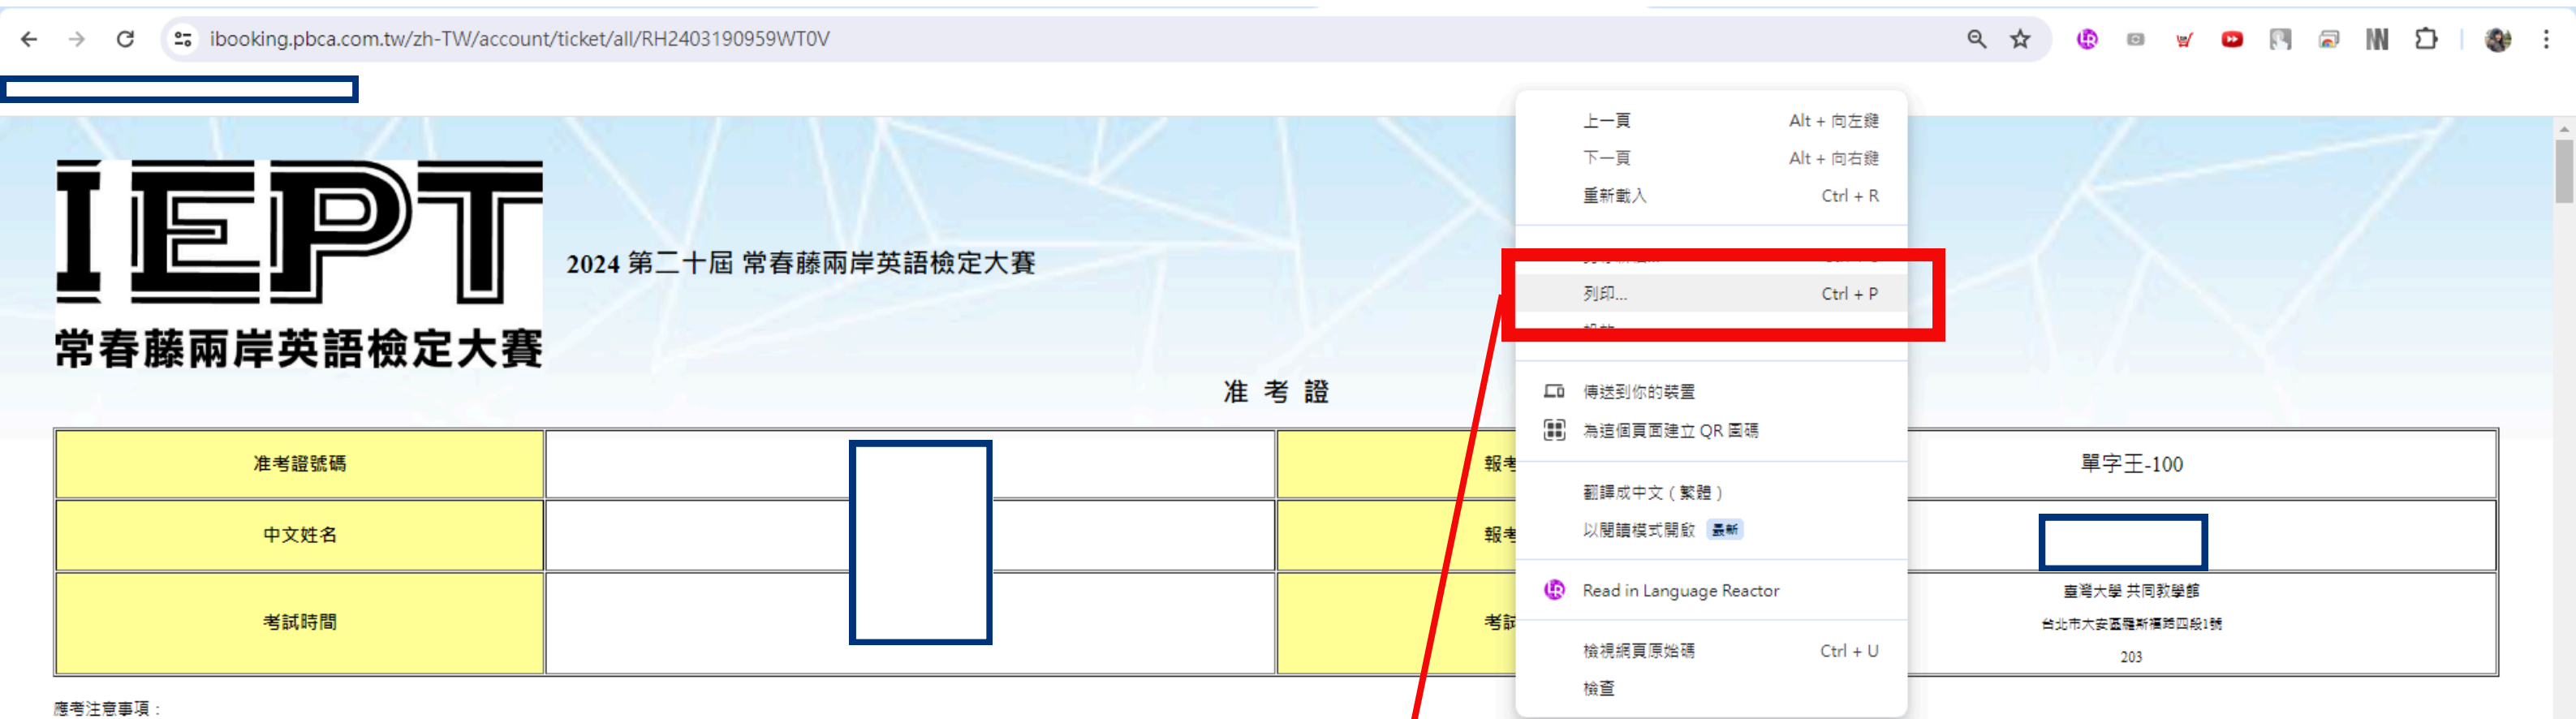 ibooking.pbca.com.tw/zh-TW/account/ticket/all/RH2403190959WT0V
IEPT
常春藤兩岸英語檢定大賽
2024 第二十屆 常春藤兩岸英語檢定大賽
准 考 證
准考證號碼
報考
單字王-100
中文姓名
報考
考試時間
考試
臺灣大學 共同教學館
台北市大安區羅斯福路四段1號
203
應考注意事項：
上一頁 Alt + 向左鍵
下一頁 Alt + 向右鍵
重新載入 Ctrl + R
列印... Ctrl + P
傳送到你的裝置
為這個頁面建立 QR 圖碼
翻譯成中文（繁體）
以閱讀模式開啟 最新
Read in Language Reactor
檢視網頁原始碼 Ctrl + U
檢查